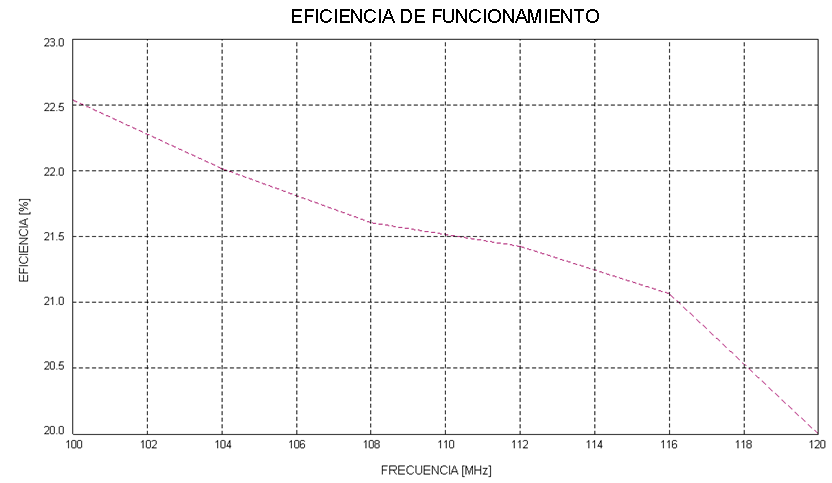 EFICIENCIA DE FUNCIONAMIENTO
23.0
22.5
22.0
21.5
21.0
20.5
20.0
EFICIENCIA [%]
100 102 104 106 108 110 112 114 116 118 120
FRECUENCIA [MHz]